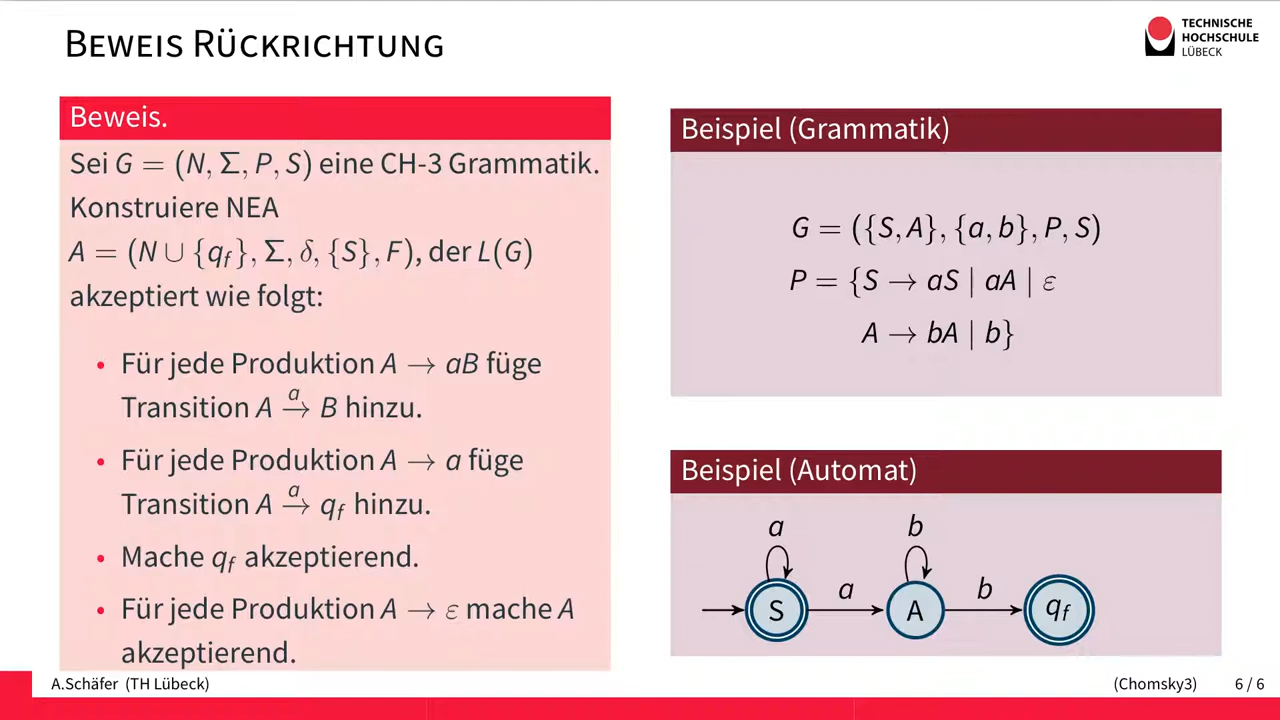 BEWEIS RÜCKRICHTUNG
TECHNISCHE
HOCHSCHULE
LÜBECK
Beweis.
Sei G = (N, Σ, P, S) eine CH-3 Grammatik.
Konstruiere NEA
A = (N ∪ {q_f}, Σ, δ, {S}, F), der L(G)
akzeptiert wie folgt:
• Für jede Produktion A → aB füge
Transition A →^a B hinzu.
• Für jede Produktion A → a füge
Transition A →^a q_f hinzu.
• Mache q_f akzeptierend.
• Für jede Produktion A → ε mache A
akzeptierend.
Beispiel (Grammatik)
G = ({S, A}, {a, b}, P, S)
P = {S → aS | aA | ε
A → bA | b}
Beispiel (Automat)
a b
S a A b q_f
A.Schäfer (TH Lübeck) (Chomsky3) 6 / 6